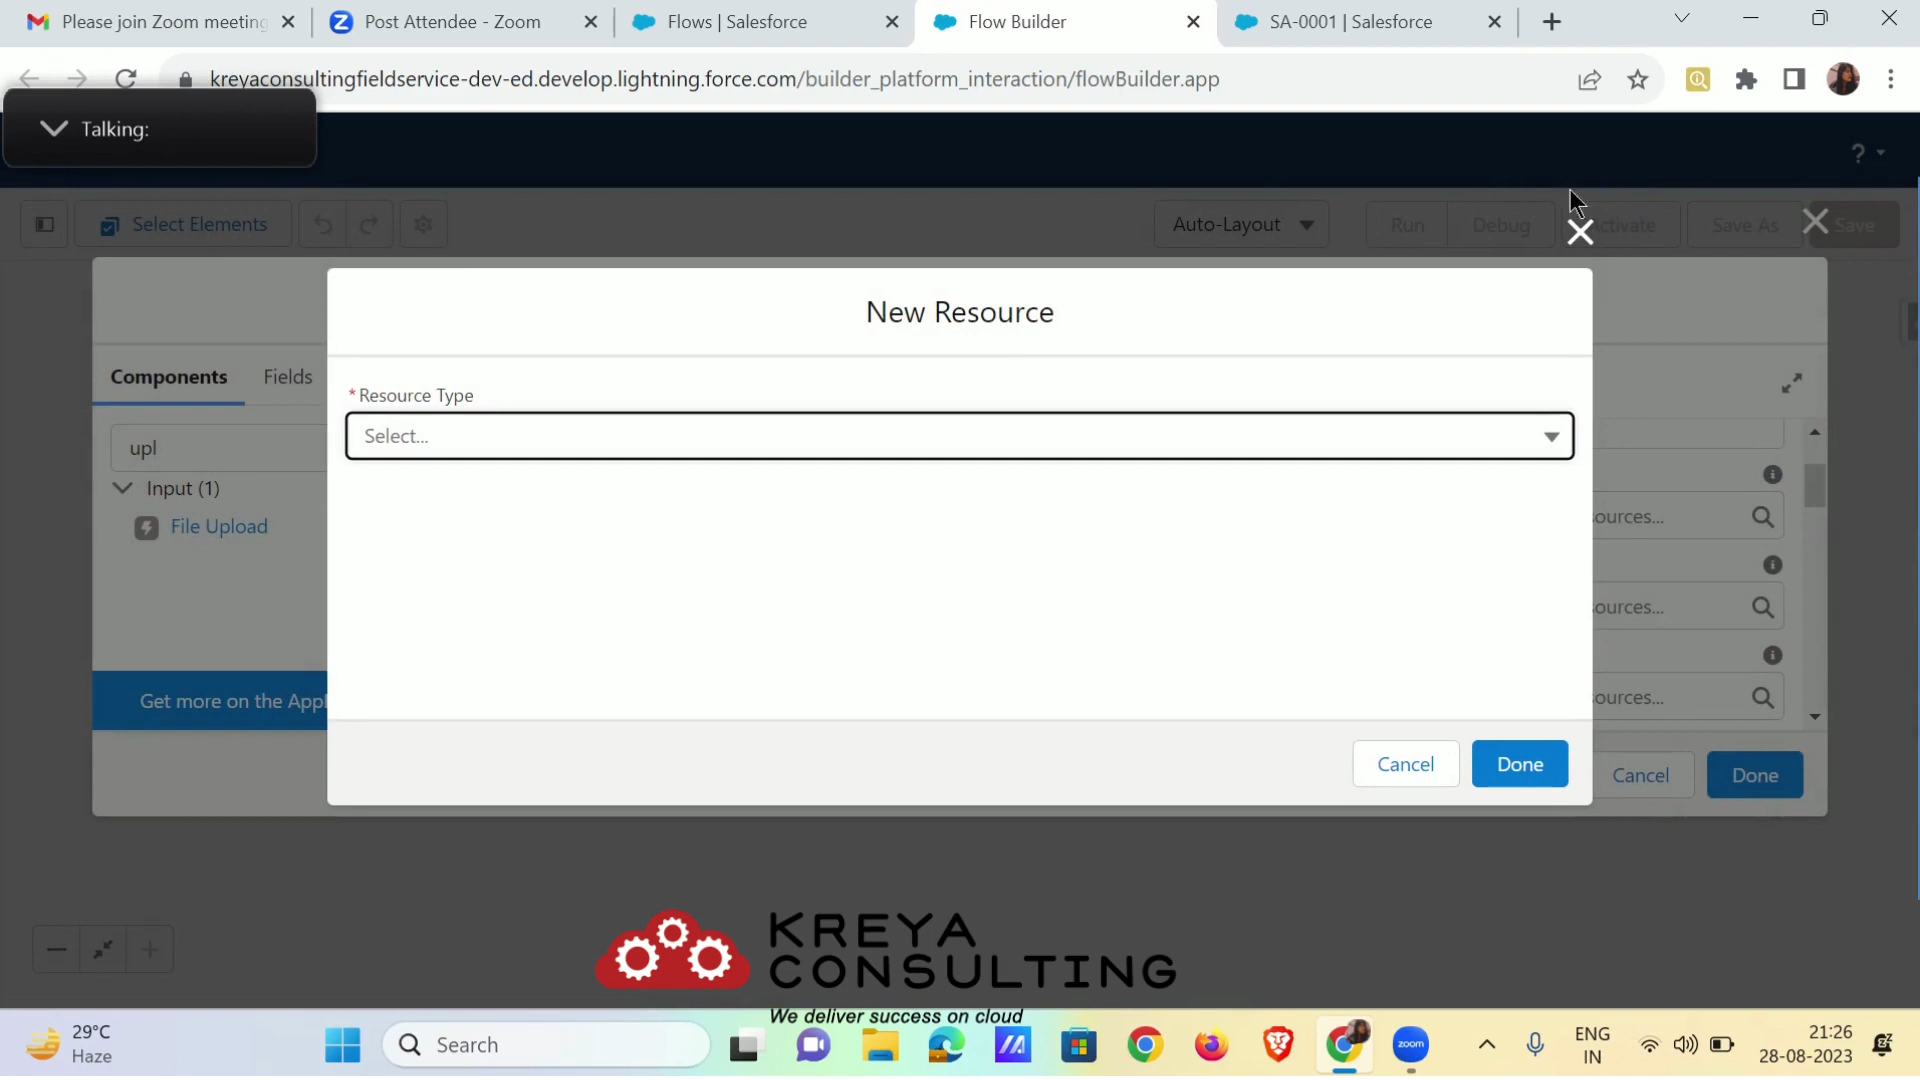 Please join Zoom meeting
Post Attendee - Zoom
Flows | Salesforce
Flow Builder
SA-0001 | Salesforce
kreyaconsultingfieldservice-dev-ed.develop.lightning.force.com/builder_platform_interaction/flowBuilder.app
Talking:
?
Select Elements
Auto-Layout
Run
Debug
Activate
Save As
Save
New Resource
Components
Fields
* Resource Type
Select...
upl
Input (1)
File Upload
ources...
ources...
ources...
Get more on the App
Cancel
Done
Cancel
Done
KREYA
CONSULTING
We deliver success on cloud
29°C
Haze
Search
zoom
ENG
IN
21:26
28-08-2023